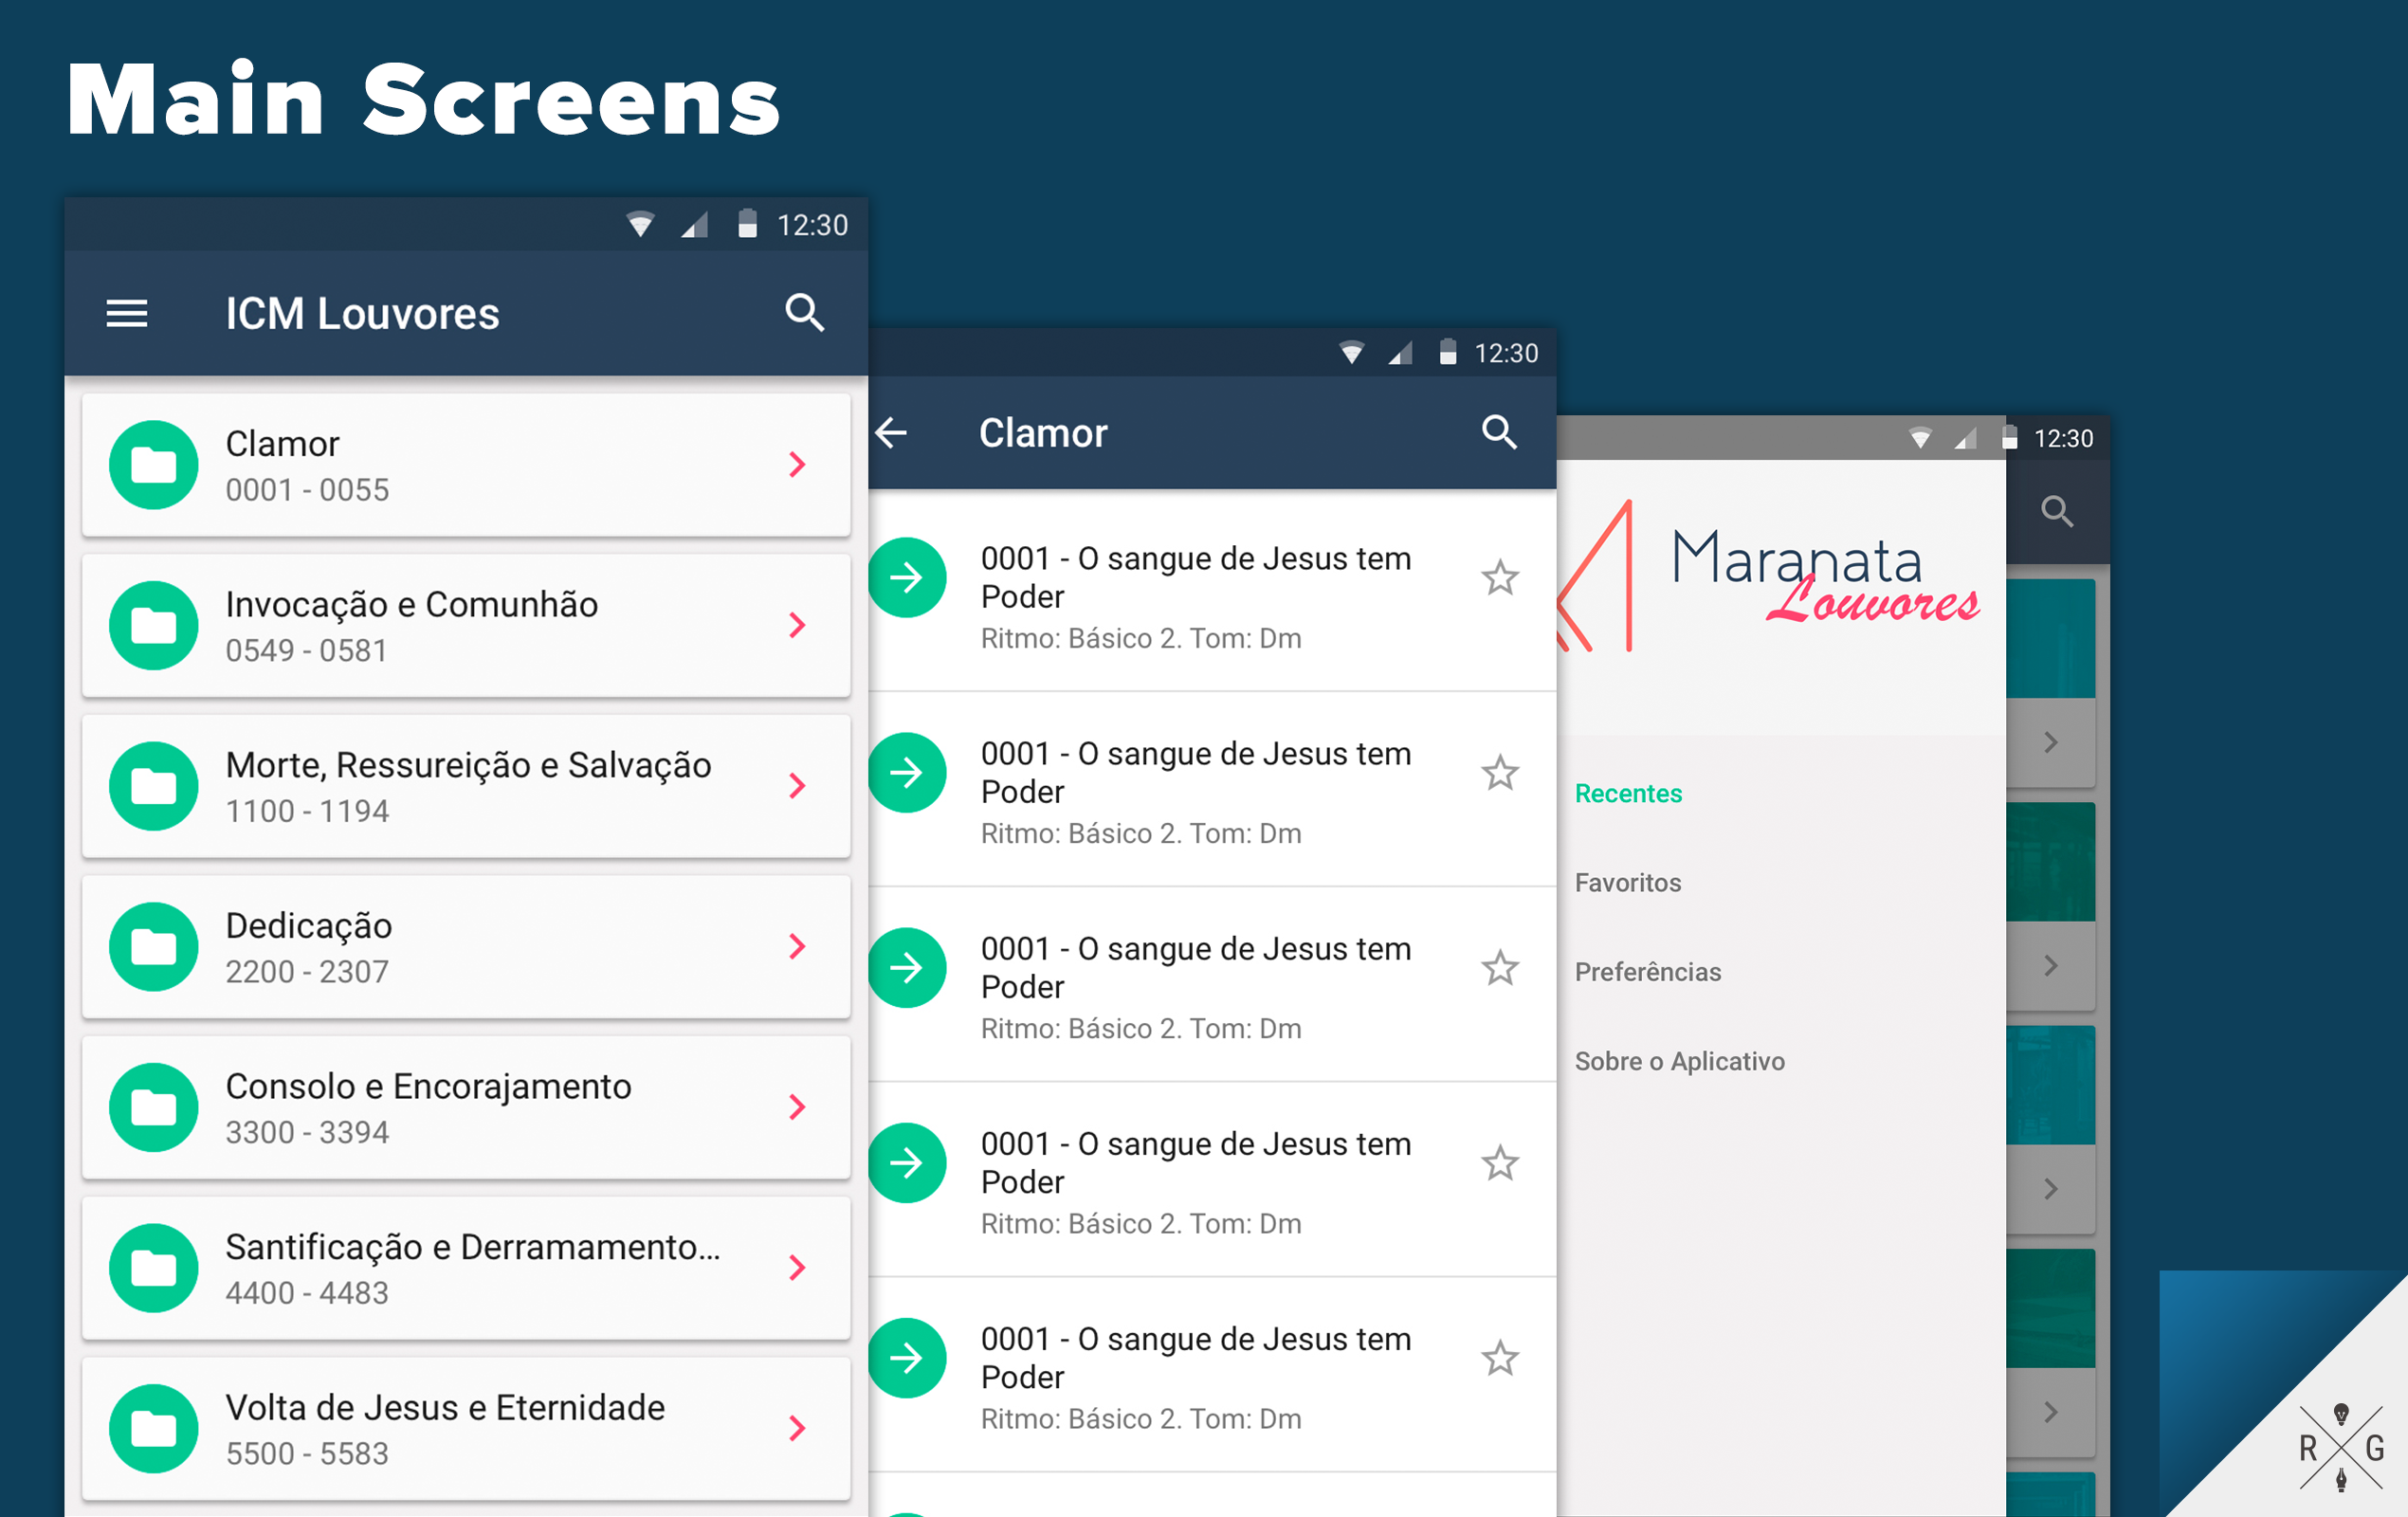 Main Screens
12:30
ICM Louvores
Clamor
0001 - 0055
Invocação e Comunhão
0549 - 0581
Morte, Ressureição e Salvação
1100 - 1194
Dedicação
2200 - 2307
Consolo e Encorajamento
3300 - 3394
Santificação e Derramamento...
4400 - 4483
Volta de Jesus e Eternidade
5500 - 5583
12:30
Clamor
0001 - O sangue de Jesus tem
Poder
Ritmo: Básico 2. Tom: Dm
0001 - O sangue de Jesus tem
Poder
Ritmo: Básico 2. Tom: Dm
0001 - O sangue de Jesus tem
Poder
Ritmo: Básico 2. Tom: Dm
0001 - O sangue de Jesus tem
Poder
Ritmo: Básico 2. Tom: Dm
0001 - O sangue de Jesus tem
Poder
Ritmo: Básico 2. Tom: Dm
12:30
Maranata
Louvores
Recentes
Favoritos
Preferências
Sobre o Aplicativo
R G